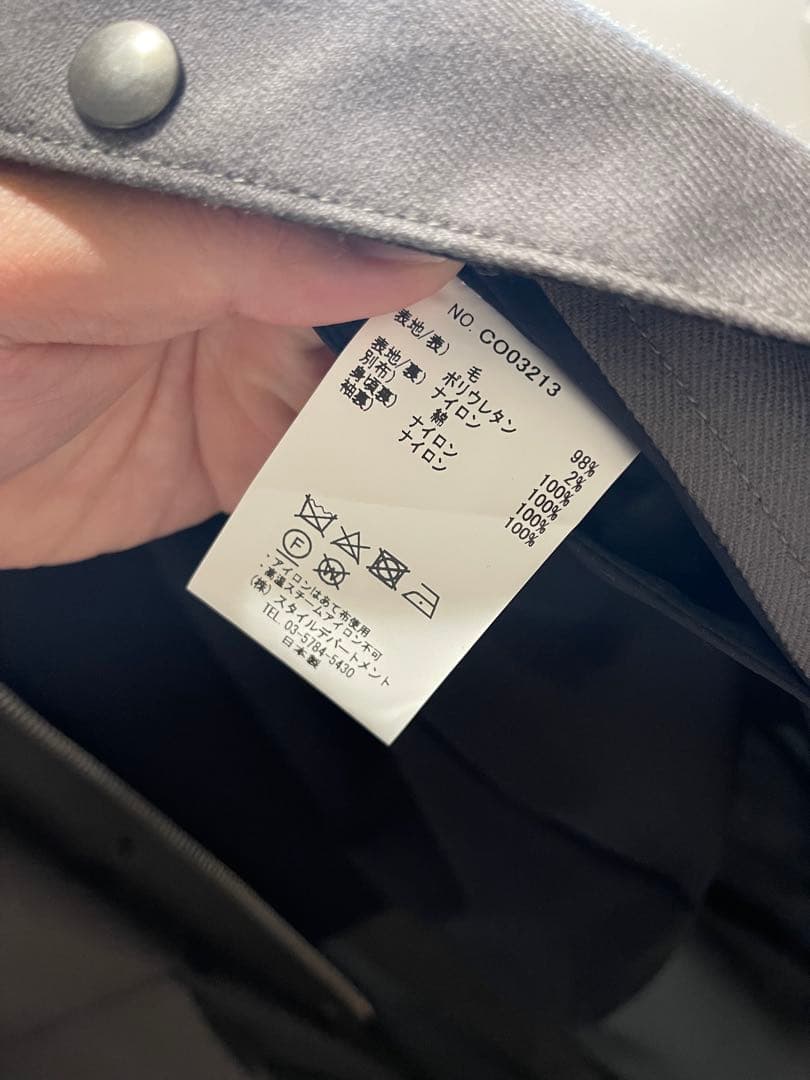 NO. CO03213
表地/表)
毛 98%
ポリウレタン 2%
表地/裏) ナイロン 100%
別布) 綿 100%
身頃裏) ナイロン 100%
袖裏) ナイロン 100%
F
W
:アイロンはあて布使用
:高温スチームアイロン不可
(株) スタイルデパートメント
TEL 03-5784-5430
日本製